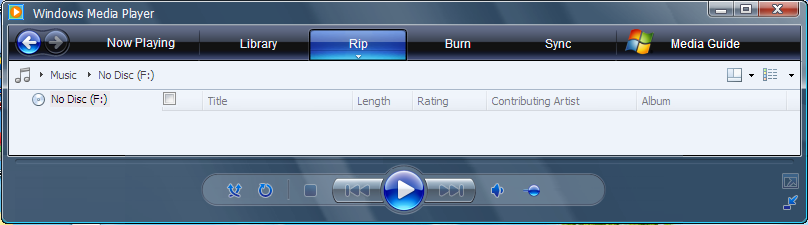 Windows Media Player
Now Playing Library Rip Burn Sync Media Guide
Music No Disc (F:)
No Disc (F:) Title Length Rating Contributing Artist Album